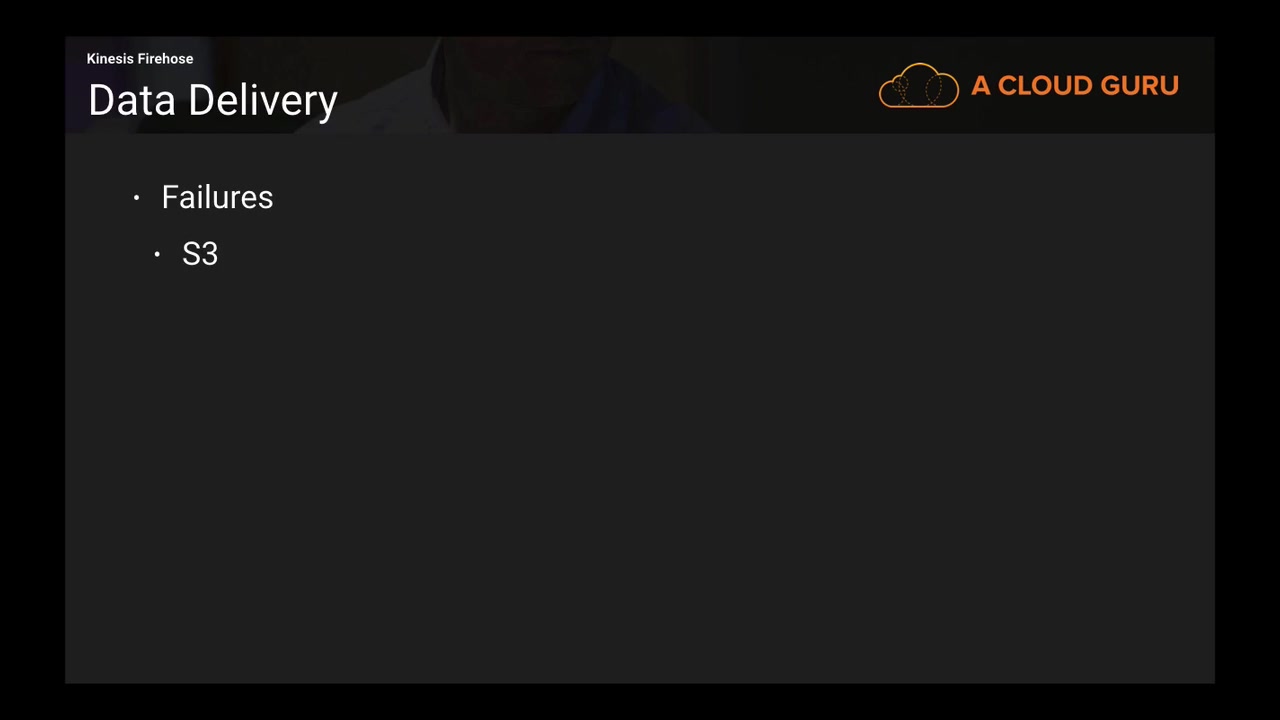 Kinesis Firehose
Data Delivery
A CLOUD GURU
• Failures
• S3